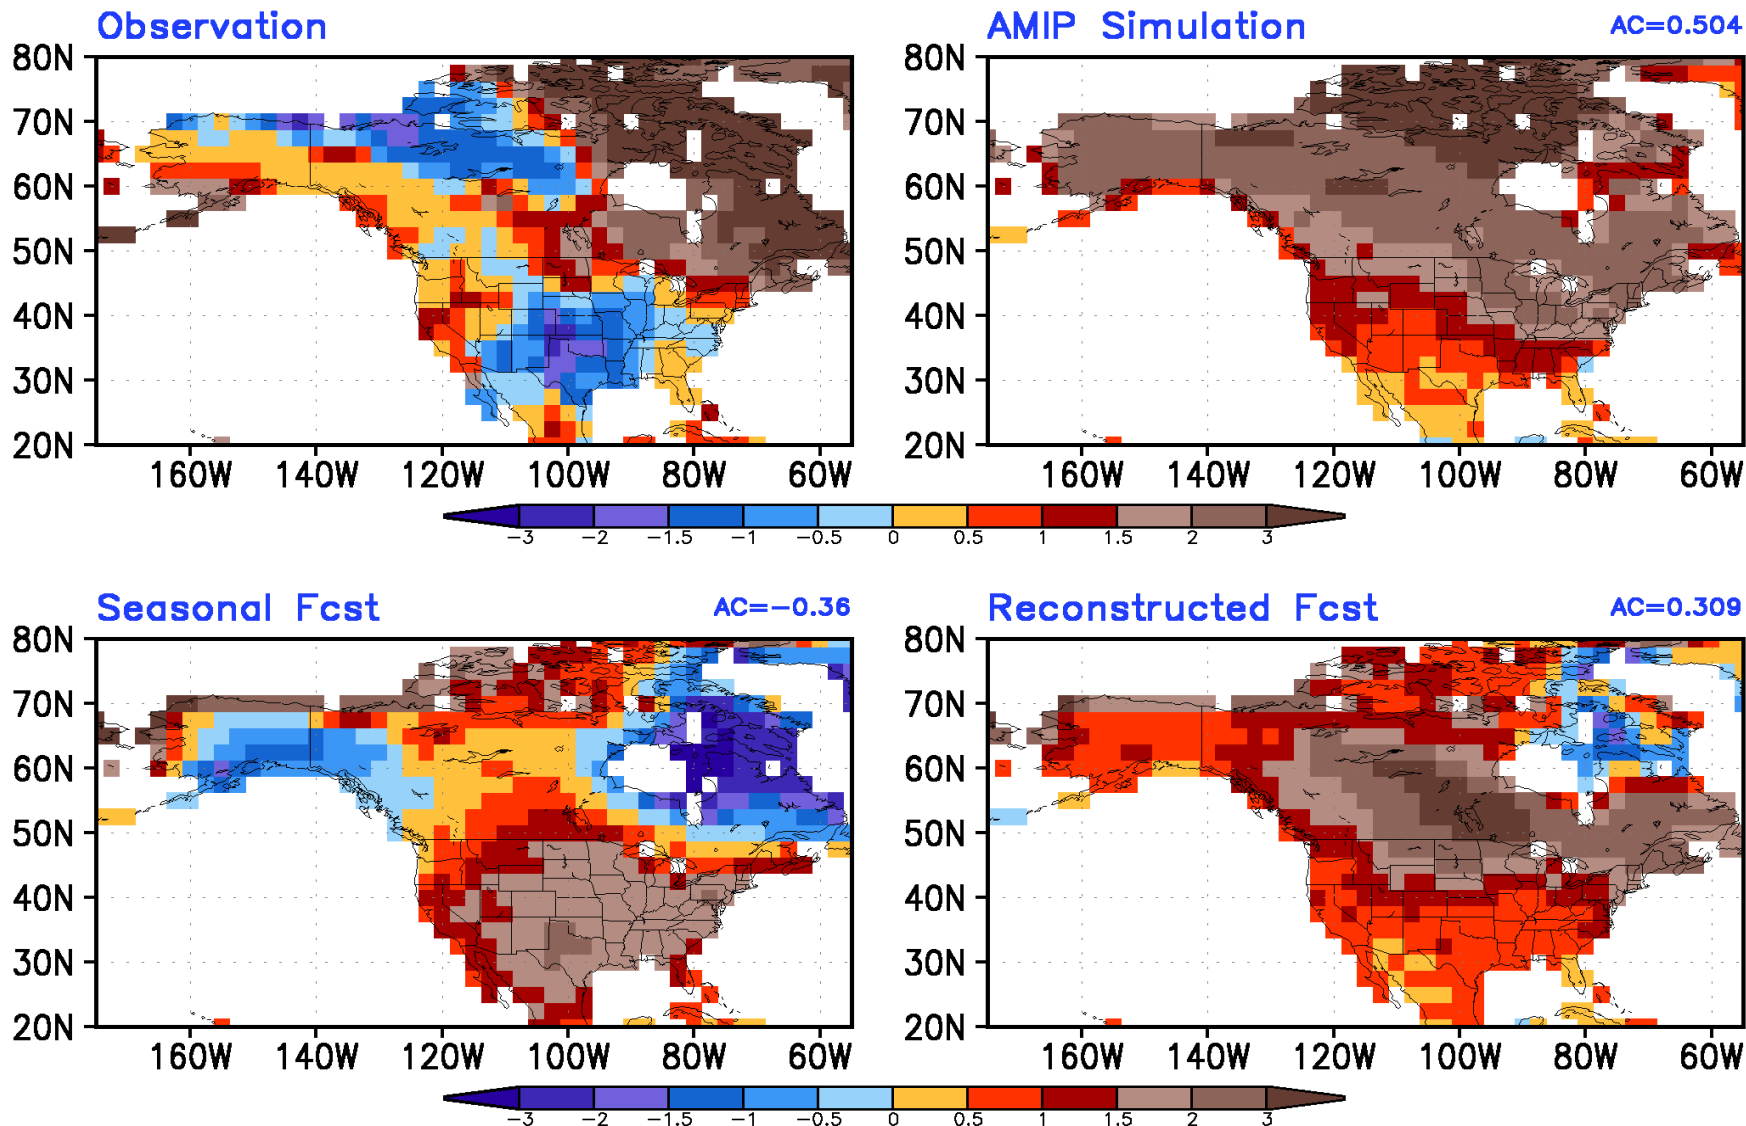 Observation
AMIP Simulation AC=0.504
80N 80N
70N 70N
60N 60N
50N 50N
40N 40N
30N 30N
20N 20N
160W 140W 120W 100W 80W 60W 160W 140W 120W 100W 80W 60W
−3 −2 −1.5 −1 −0.5 0 0.5 1 1.5 2 3
Seasonal Fcst AC=−0.36
Reconstructed Fcst AC=0.309
80N 80N
70N 70N
60N 60N
50N 50N
40N 40N
30N 30N
20N 20N
160W 140W 120W 100W 80W 60W 160W 140W 120W 100W 80W 60W
−3 −2 −1.5 −1 −0.5 0 0.5 1 1.5 2 3